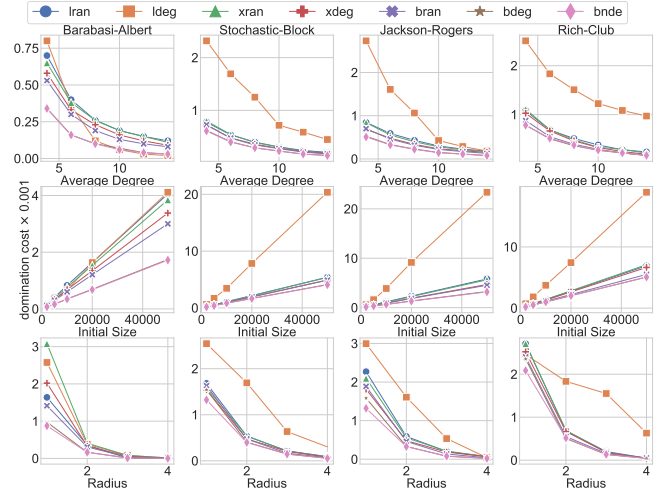 lran ldeg xran xdeg bran bdeg bnde
Barabasi-Albert Stochastic-Block Jackson-Rogers Rich-Club
0.75
0.50
0.25
0.00
5 10
Average Degree
2
1
5 10
Average Degree
2
1
0
5 10
Average Degree
2
1
5 10
Average Degree
domination cost × 0.001
4
2
0
0 20000 40000
Initial Size
20
10
0
0 20000 40000
Initial Size
20
10
0
0 20000 40000
Initial Size
10
0
0 20000 40000
Initial Size
3
2
1
0
2 4
Radius
2
1
0
2 4
Radius
3
2
1
0
2 4
Radius
2
1
0
2 4
Radius